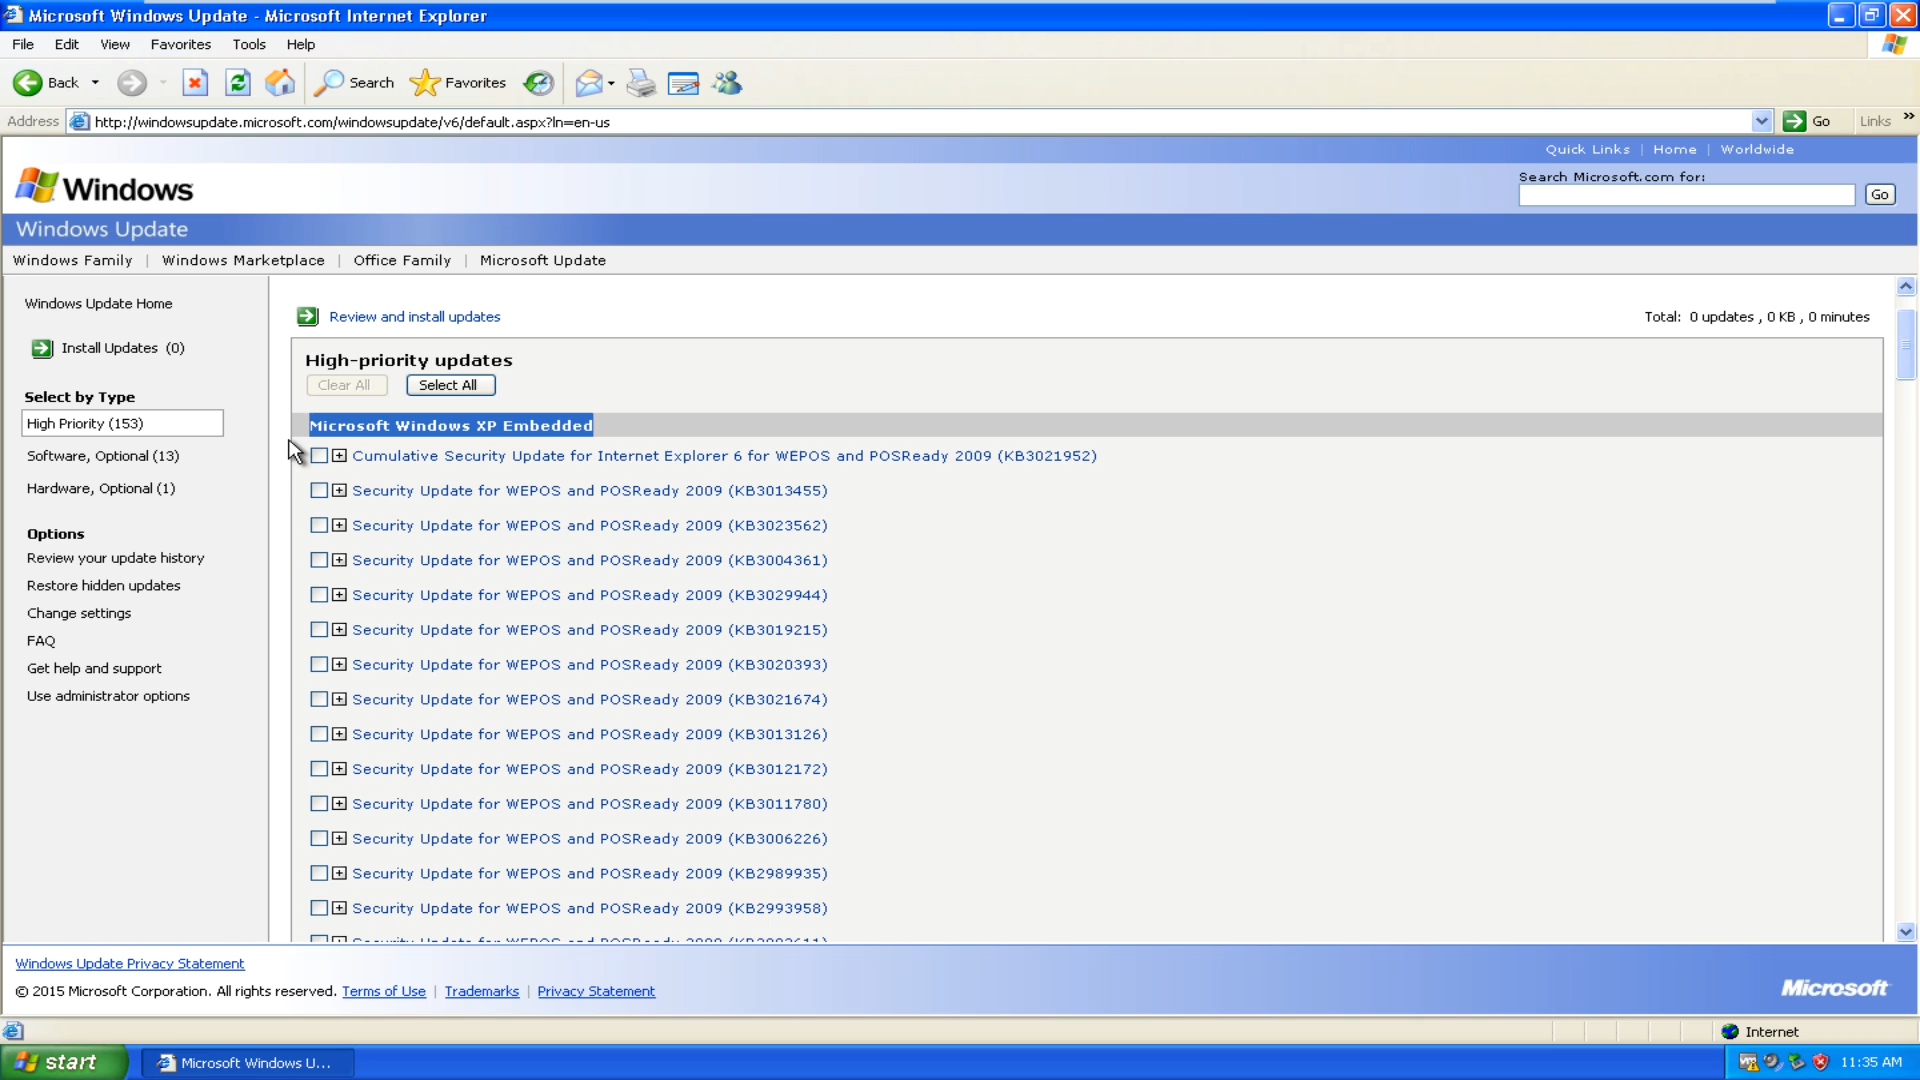 Microsoft Windows Update - Microsoft Internet Explorer
File Edit View Favorites Tools Help
Back Search Favorites
Address http://windowsupdate.microsoft.com/windowsupdate/v6/default.aspx?ln=en-us Go Links »
Quick Links | Home | Worldwide
Windows
Search Microsoft.com for:
Go
Windows Update
Windows Family | Windows Marketplace | Office Family | Microsoft Update
Windows Update Home
Install Updates (0)
Select by Type
High Priority (153)
Software, Optional (13)
Hardware, Optional (1)
Options
Review your update history
Restore hidden updates
Change settings
FAQ
Get help and support
Use administrator options
Review and install updates
Total: 0 updates , 0 KB , 0 minutes
High-priority updates
Clear All Select All
Microsoft Windows XP Embedded
Cumulative Security Update for Internet Explorer 6 for WEPOS and POSReady 2009 (KB3021952)
Security Update for WEPOS and POSReady 2009 (KB3013455)
Security Update for WEPOS and POSReady 2009 (KB3023562)
Security Update for WEPOS and POSReady 2009 (KB3004361)
Security Update for WEPOS and POSReady 2009 (KB3029944)
Security Update for WEPOS and POSReady 2009 (KB3019215)
Security Update for WEPOS and POSReady 2009 (KB3020393)
Security Update for WEPOS and POSReady 2009 (KB3021674)
Security Update for WEPOS and POSReady 2009 (KB3013126)
Security Update for WEPOS and POSReady 2009 (KB3012172)
Security Update for WEPOS and POSReady 2009 (KB3011780)
Security Update for WEPOS and POSReady 2009 (KB3006226)
Security Update for WEPOS and POSReady 2009 (KB2989935)
Security Update for WEPOS and POSReady 2009 (KB2993958)
Security Update for WEPOS and POSReady 2009
Windows Update Privacy Statement
© 2015 Microsoft Corporation. All rights reserved. Terms of Use | Trademarks | Privacy Statement
Microsoft
Internet
start Microsoft Windows U... 11:35 AM